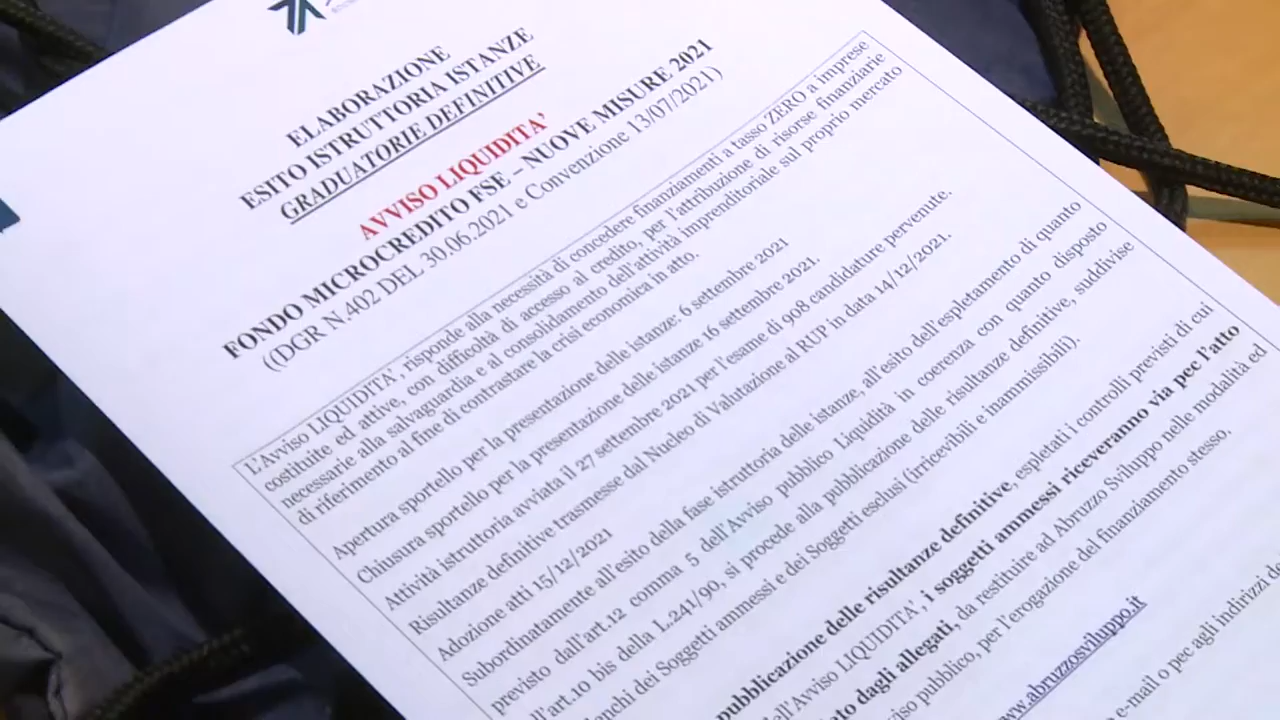 ELABORAZIONE
ESITO ISTRUTTORIA ISTANZE
GRADUATORIE DEFINITIVE
AVVISO LIQUIDITA'
FONDO MICROCREDITO FSE – NUOVE MISURE 2021
((DGR N.402 DEL 30.06.2021 e Convenzione 13/07/2021)
L'Avviso LIQUIDITA', risponde alla necessità di concedere finanziamenti a tasso ZERO a imprese
costituite ed attive, con difficoltà di accesso al credito, per l'attribuzione di risorse finanziarie
necessarie alla salvaguardia e al consolidamento dell'attività imprenditoriale sul proprio mercato
di riferimento al fine di contrastare la crisi economica in atto.
Apertura sportello per la presentazione delle istanze: 6 settembre 2021
Chiusura sportello per la presentazione delle istanze 16 settembre 2021.
Attività istruttoria avviata il 27 settembre 2021 per l'esame di 908 candidature pervenute.
Risultanze definitive trasmesse dal Nucleo di Valutazione al RUP in data 14/12/2021.
Adozione atti 15/12/2021
Subordinatamente all'esito della fase istruttoria delle istanze, all'esito dell'espletamento di quanto
previsto dall'art.12 comma 5 dell'Avviso pubblico Liquidità in coerenza con quanto disposto
ll'art.10 bis della L.241/90, si procede alla pubblicazione delle risultanze definitive, suddivise
lenchi dei Soggetti ammessi e dei Soggetti esclusi (irricevibili e inammissibili).
pubblicazione delle risultanze definitive, espletati i controlli previsti di cui
ell'Avviso LIQUIDITA', i soggetti ammessi riceveranno via pec l'atto
ato dagli allegati, da restituire ad Abruzzo Sviluppo nelle modalità ed
viso pubblico, per l'erogazione del finanziamento stesso.
ww.abruzzosviluppo.it
e-mail o pec agli indirizzi de